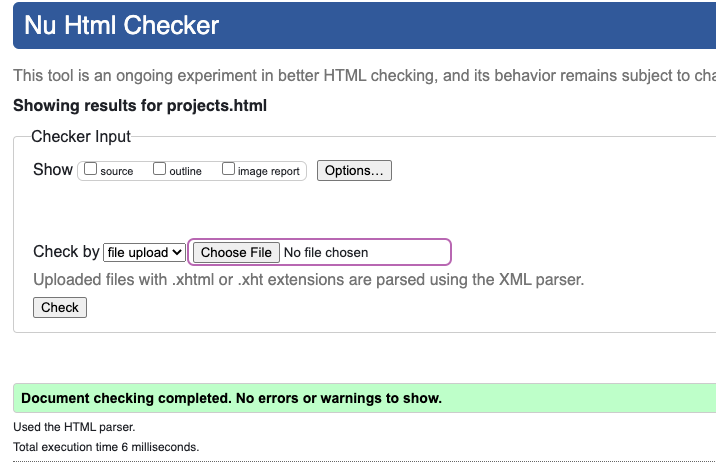 Nu Html Checker
This tool is an ongoing experiment in better HTML checking, and its behavior remains subject to
Showing results for projects.html
Checker Input
Show source outline image report Options...
Check by file upload Choose File No file chosen
Uploaded files with .xhtml or .xht extensions are parsed using the XML parser.
Check
Document checking completed. No errors or warnings to show.
Used the HTML parser.
Total execution time 6 milliseconds.